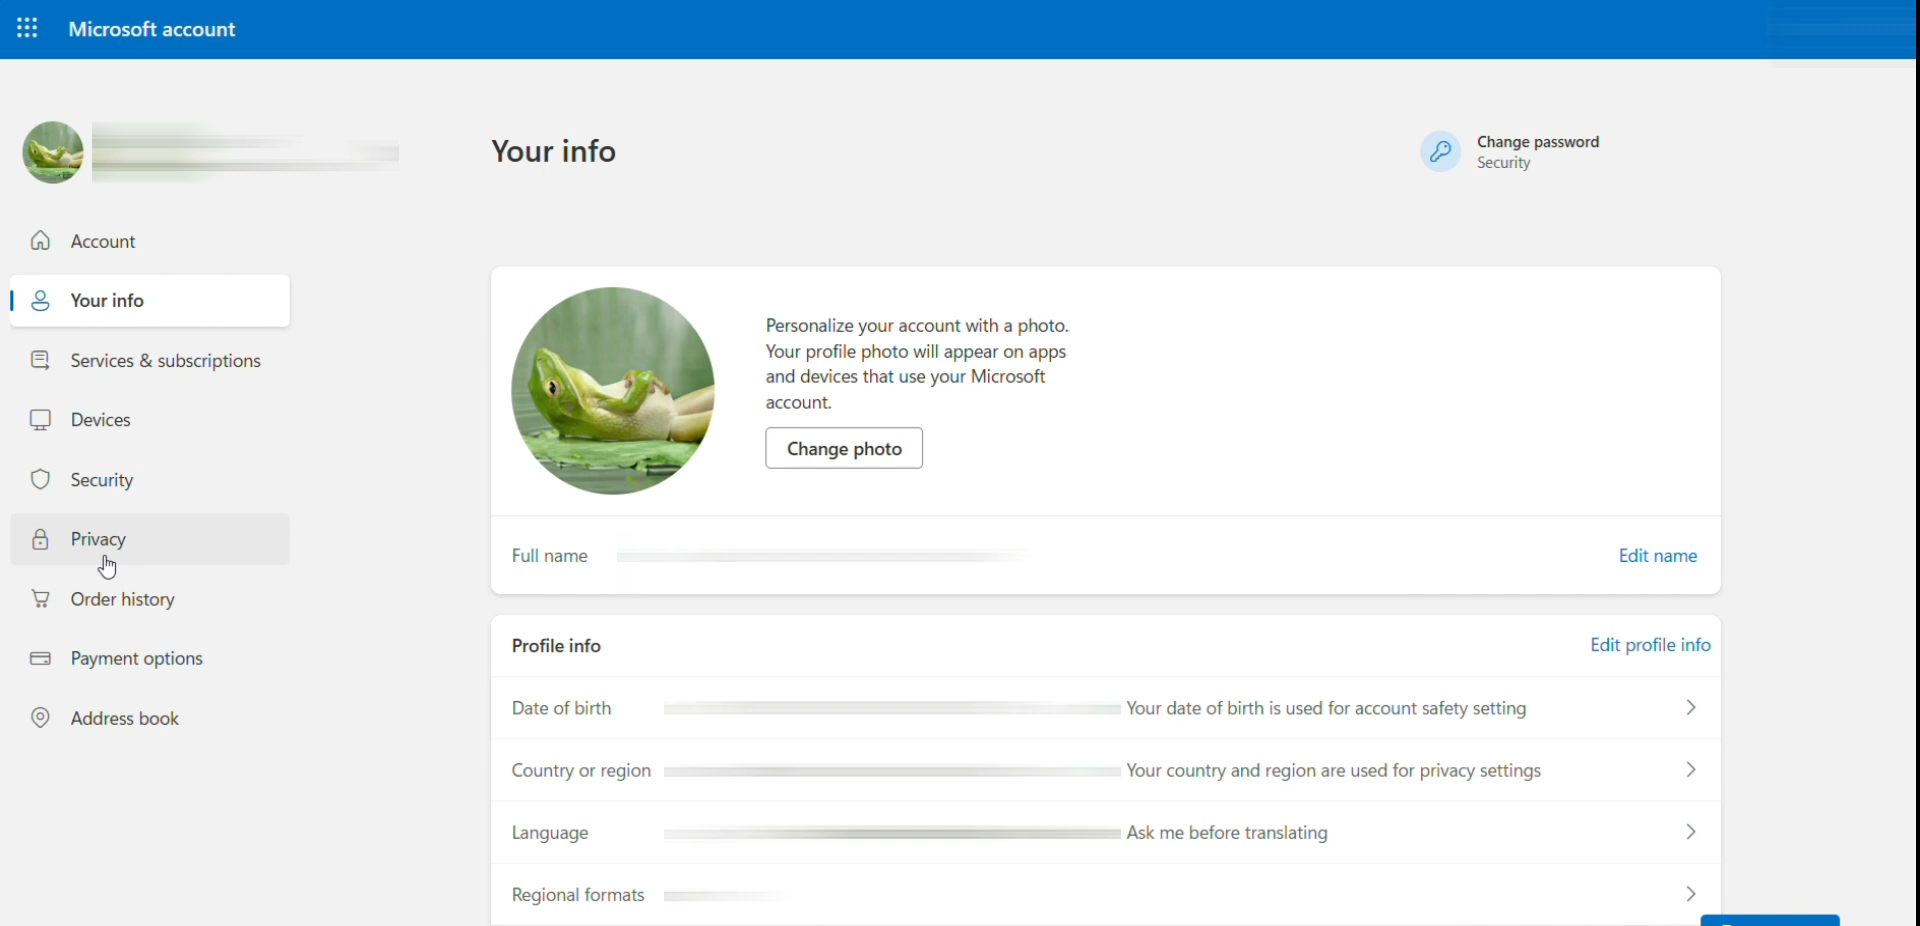 Microsoft account
Your info
Change password
Security
Account
Your info
Services & subscriptions
Devices
Security
Privacy
Order history
Payment options
Address book
Personalize your account with a photo.
Your profile photo will appear on apps
and devices that use your Microsoft
account.
Change photo
Full name
Edit name
Profile info
Edit profile info
Date of birth
Your date of birth is used for account safety setting
Country or region
Your country and region are used for privacy settings
Language
Ask me before translating
Regional formats